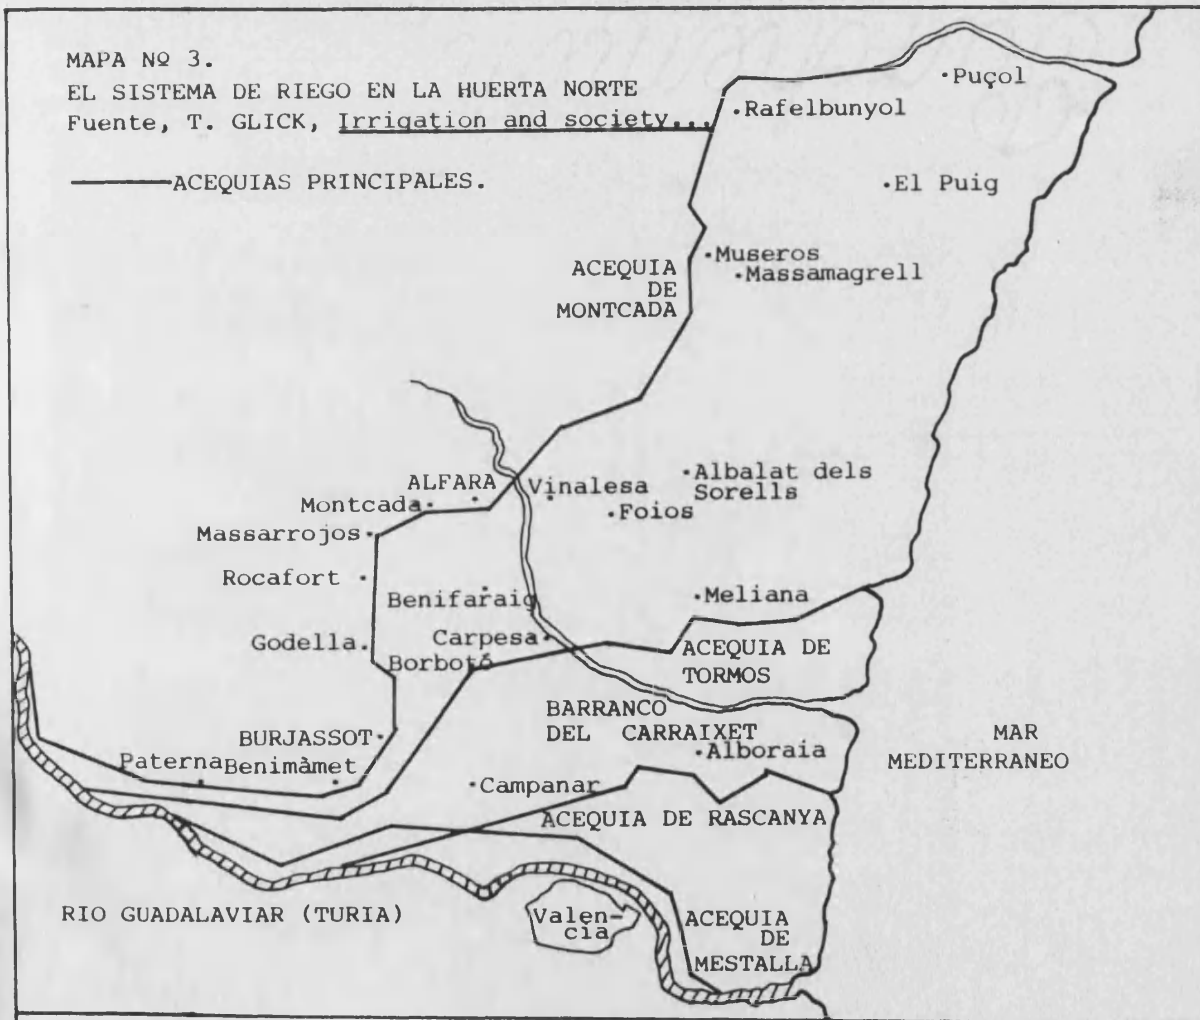 MAPA Nº 3.
EL SISTEMA DE RIEGO EN LA HUERTA NORTE
Fuente, T. GLICK, Irrigation and society...
ACEQUIAS PRINCIPALES.
Puçol
Rafelbunyol
El Puig
Museros
Massamagrell
ACEQUIA
DE
MONTCADA
ALFARA
Vinalesa
Albalat dels
Sorells
Montcada
Foios
Massarrojos
Rocafort
Benifaraig
Meliana
Godella
Carpesa
Borbotó
ACEQUIA DE
TORMOS
BARRANCO
DEL CARRAIXET
BURJASSOT
Alboraia
MAR
MEDITERRANEO
Paterna
Benimàmet
Campanar
ACEQUIA DE RASCANYA
RIO GUADALAVIAR (TURIA)
Valen-
cia
ACEQUIA
DE
MESTALLA